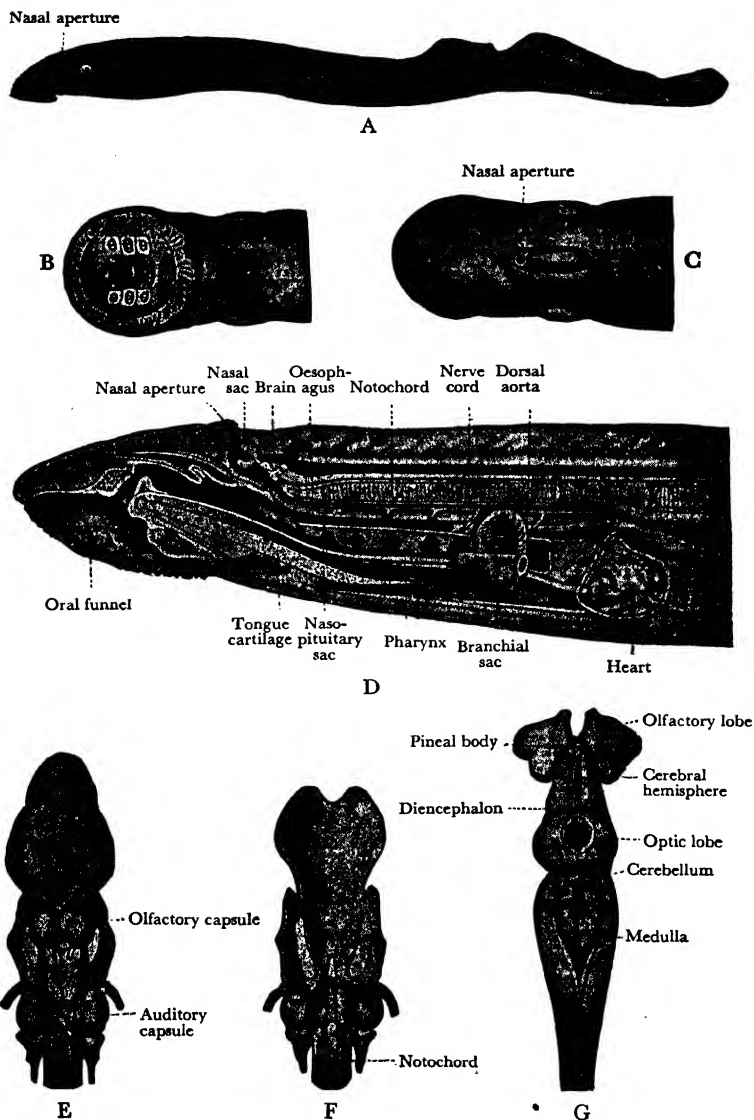 Nasal aperture
A
Nasal aperture
B
C
Nasal aperture
Nasal
sac
Brain
Oesoph-
agus
Notochord
Nerve
cord
Dorsal
aorta
Oral funnel
Tongue
cartilage
Naso-
pituitary
sac
Pharynx
Branchial
sac
Heart
D
Olfactory capsule
Auditory
capsule
E
Notochord
F
Pineal body
Olfactory lobe
Cerebral
hemisphere
Diencephalon
Optic lobe
Cerebellum
Medulla
G